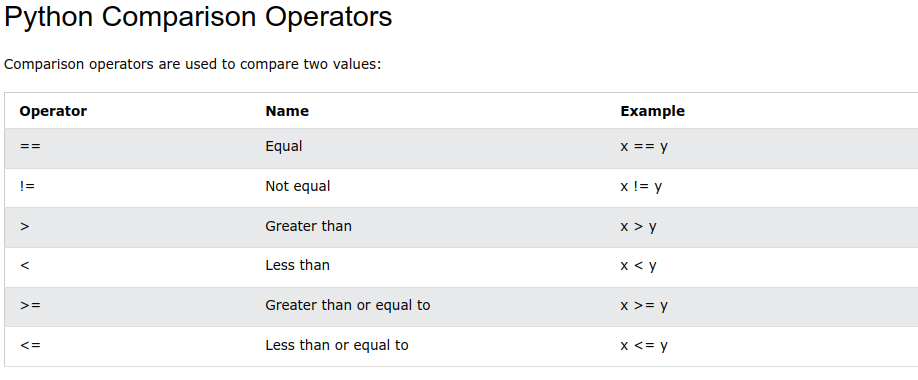 Python Comparison Operators
Comparison operators are used to compare two values:
Operator Name Example
== Equal x == y
!= Not equal x != y
> Greater than x > y
< Less than x < y
>= Greater than or equal to x >= y
<= Less than or equal to x <= y